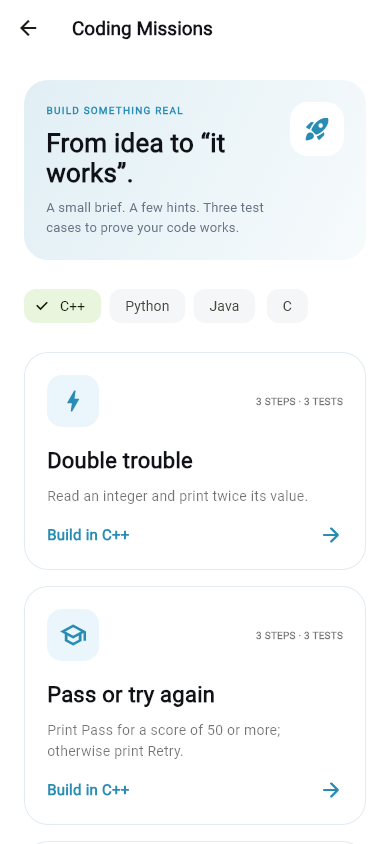 Coding Missions
BUILD SOMETHING REAL
From idea to “it
works”.
A small brief. A few hints. Three test
cases to prove your code works.
C++
Python
Java
C
3 STEPS · 3 TESTS
Double trouble
Read an integer and print twice its value.
Build in C++
3 STEPS · 3 TESTS
Pass or try again
Print Pass for a score of 50 or more;
otherwise print Retry.
Build in C++